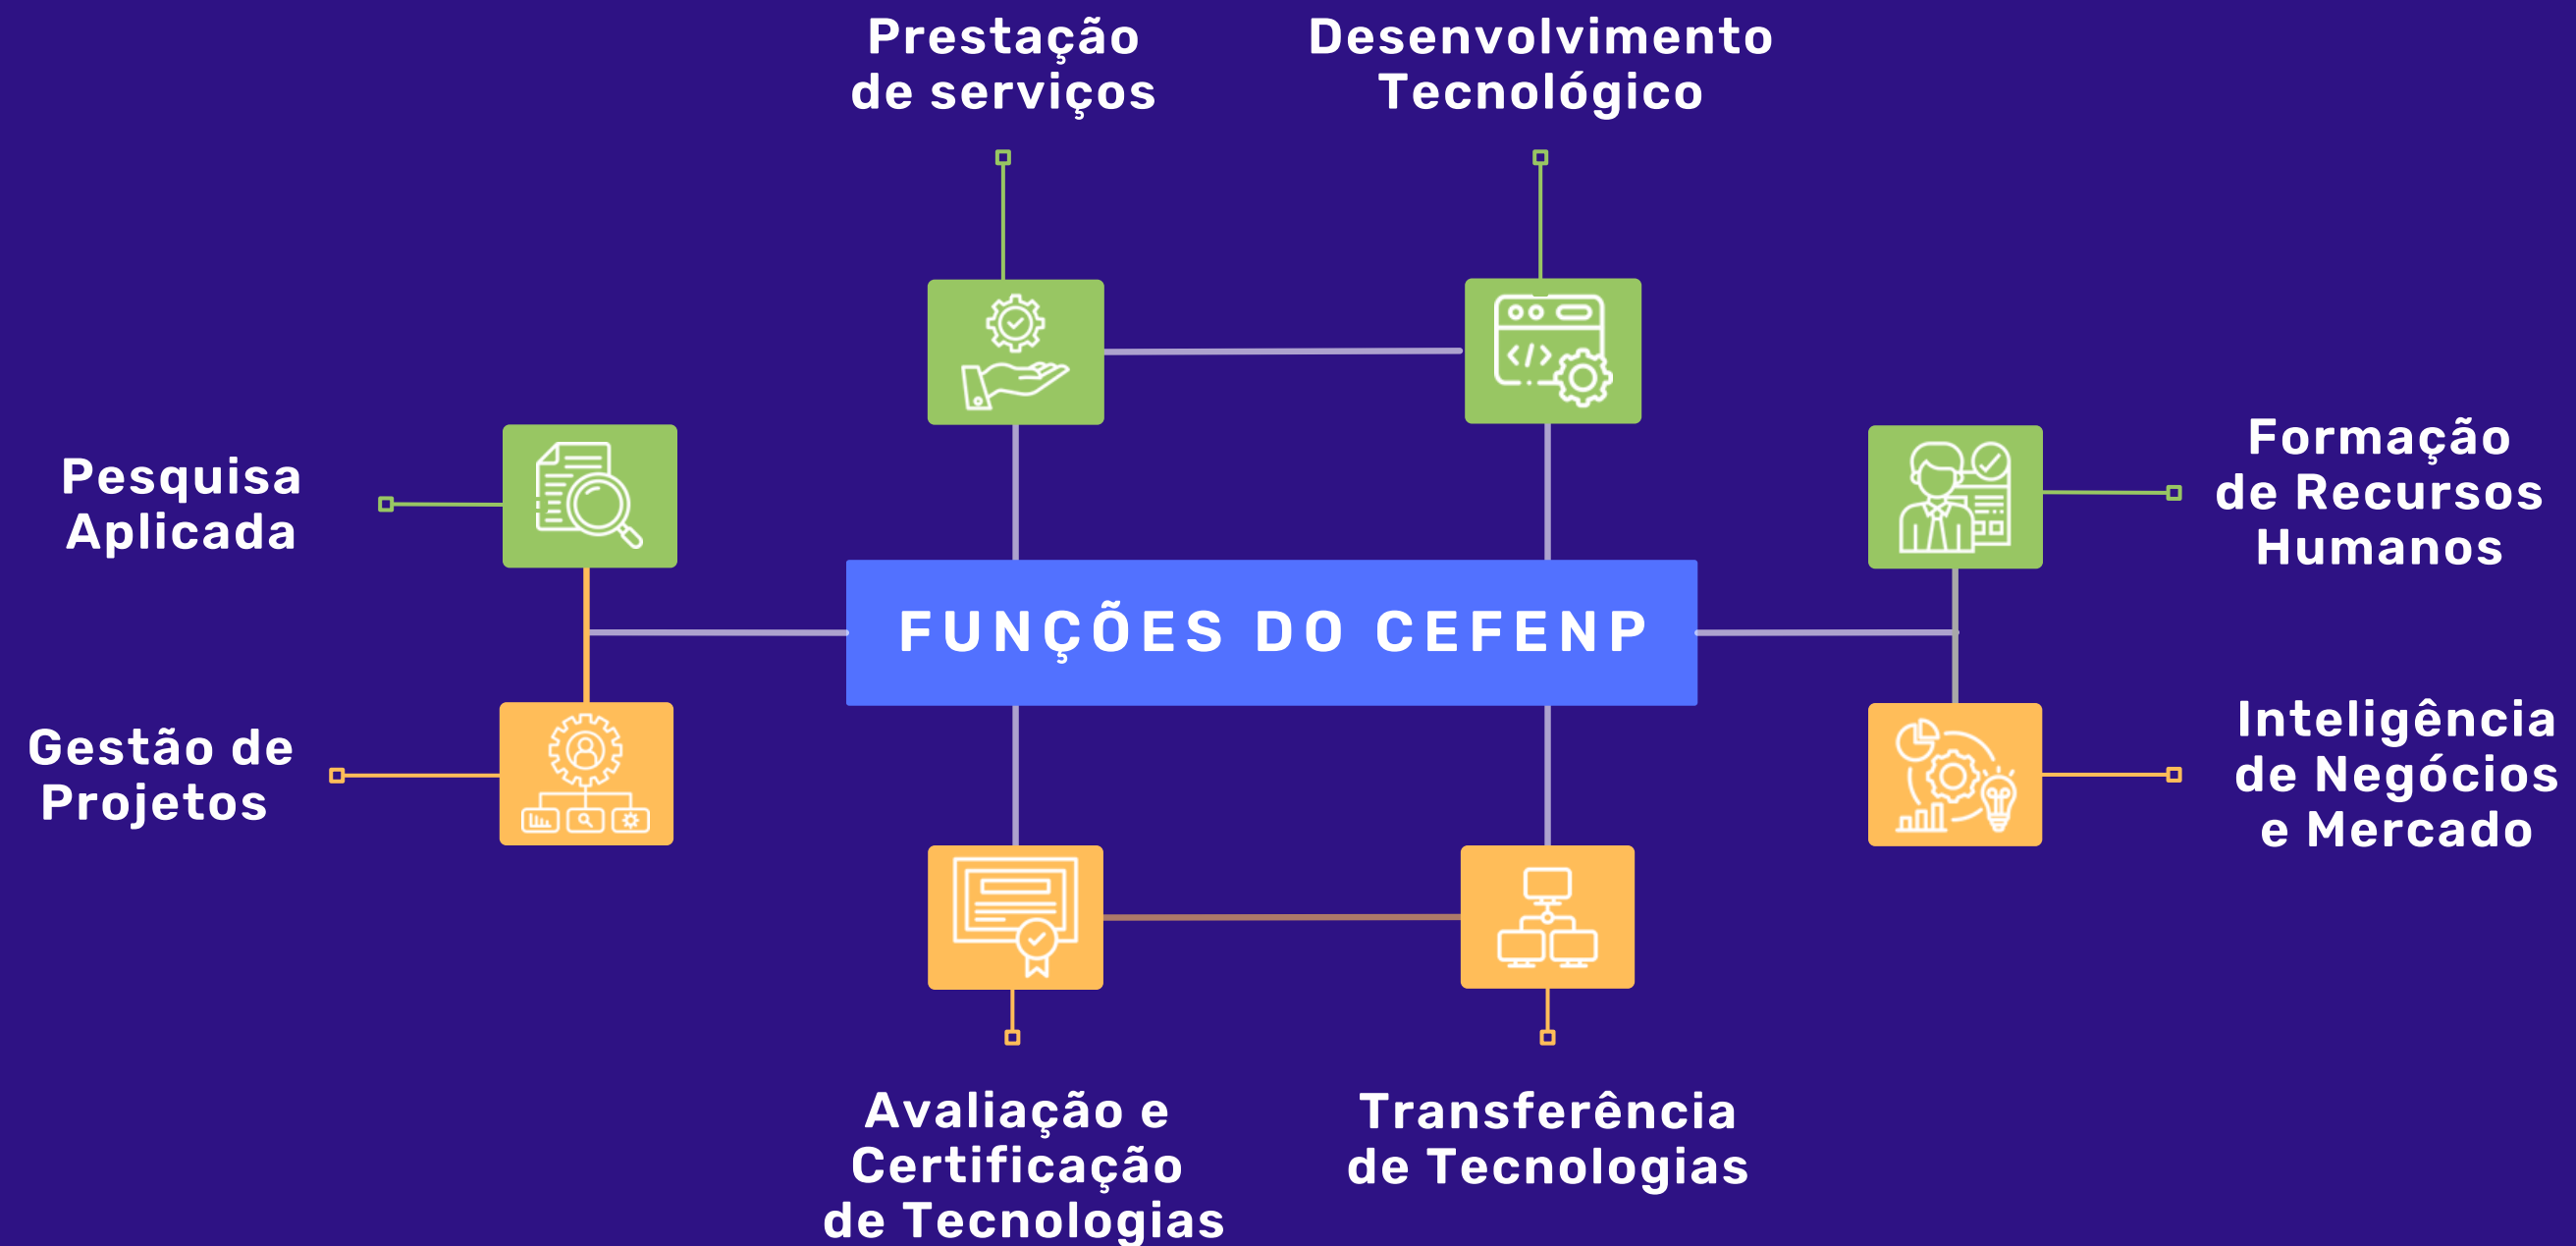 Prestação
de serviços
Desenvolvimento
Tecnológico
Pesquisa
Aplicada
Formação
de Recursos
Humanos
FUNÇÕES DO CEFENP
Gestão de
Projetos
Inteligência
de Negócios
e Mercado
Avaliação e
Certificação
de Tecnologias
Transferência
de Tecnologias